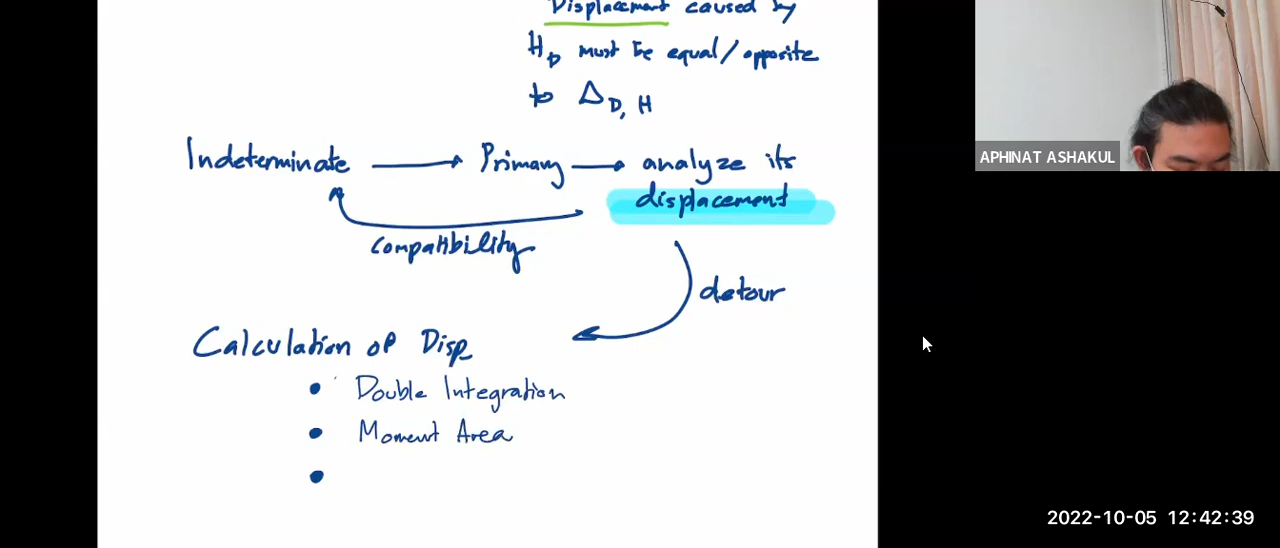 Displacement caused by
H_D must be equal/opposite
to Δ_D, H
Indeterminate → Primary → analyze its
displacement
compatibility
detour
Calculation of Disp
• Double Integration
• Moment Area
•
APHINAT ASHAKUL
2022-10-05 12:42:39